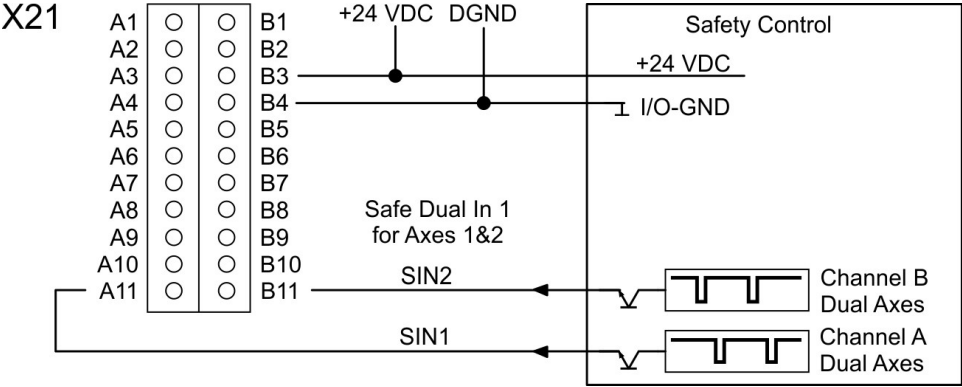 X21
A1
A2
A3
A4
A5
A6
A7
A8
A9
A10
A11
B1
B2
B3
B4
B5
B6
B7
B8
B9
B10
B11
+24 VDC DGND
Safety Control
+24 VDC
I/O-GND
Safe Dual In 1
for Axes 1&2
SIN2
Channel B
Dual Axes
SIN1
Channel A
Dual Axes